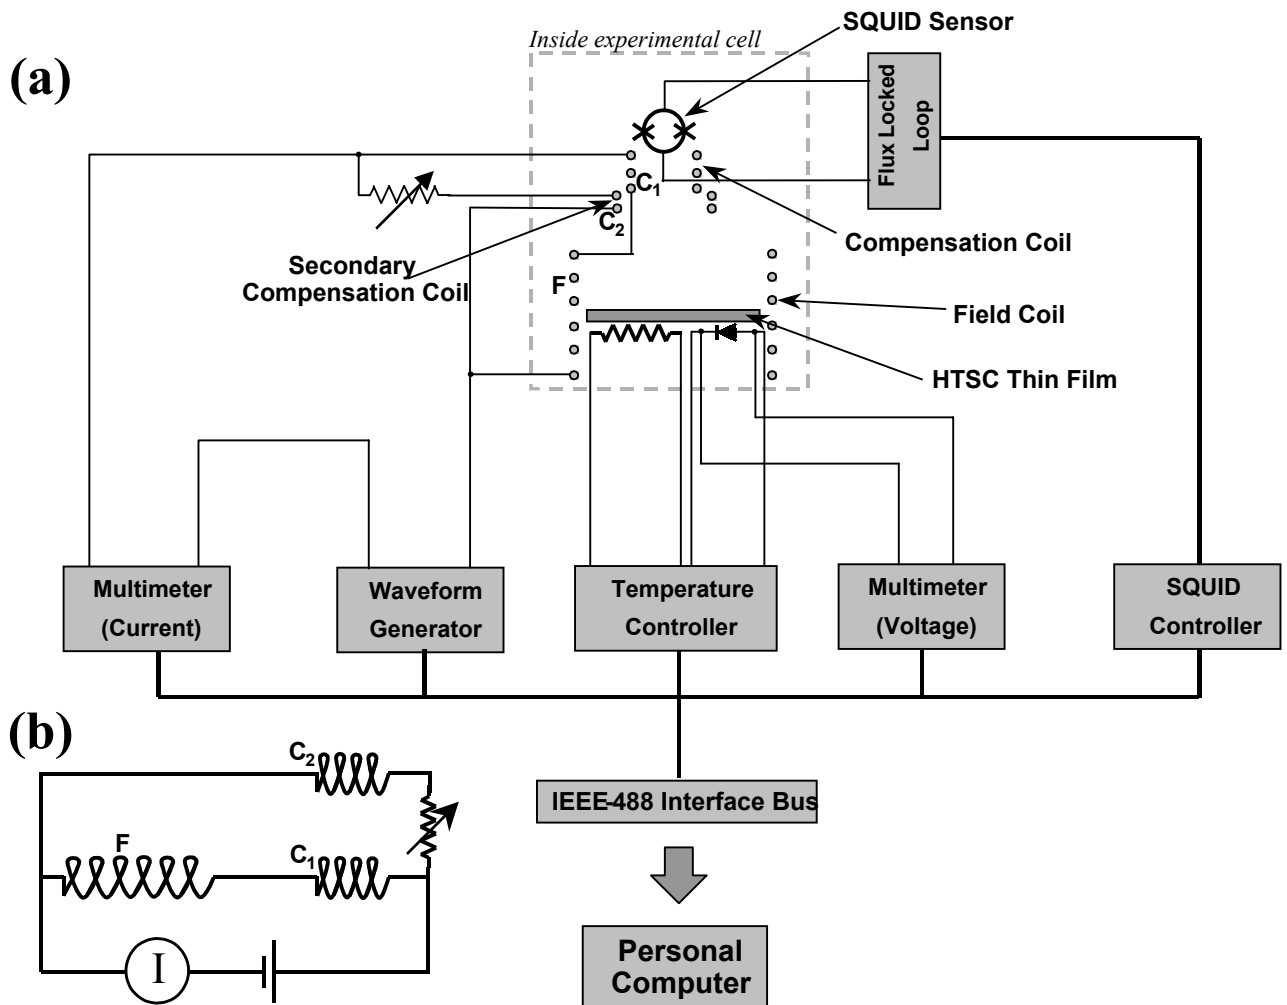 (a)
Inside experimental cell
SQUID Sensor
Flux Locked
Loop
C1
C2
Compensation Coil
Secondary
Compensation Coil
F
Field Coil
HTSC Thin Film
Multimeter
(Current)
Waveform
Generator
Temperature
Controller
Multimeter
(Voltage)
SQUID
Controller
(b)
C2
F
C1
I
IEEE-488 Interface Bus
Personal
Computer